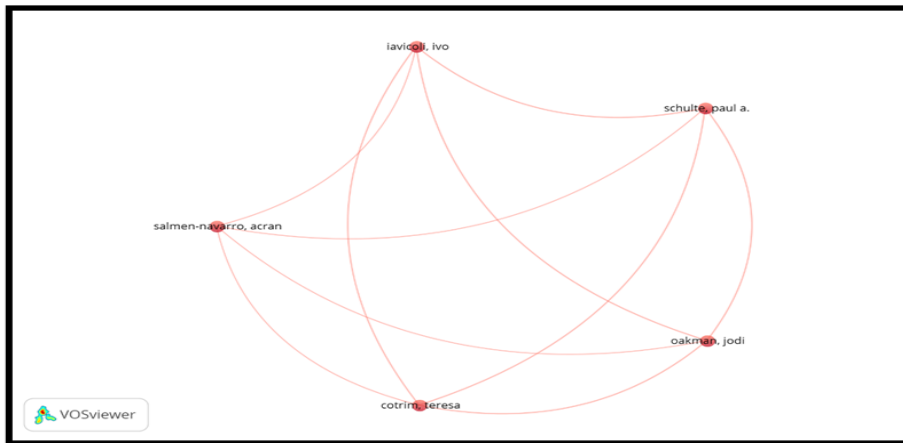 iavicoli, ivo
schulte, paul a.
salmen-navarro, acran
oakman, jodi
cotrim, teresa
VOSviewer